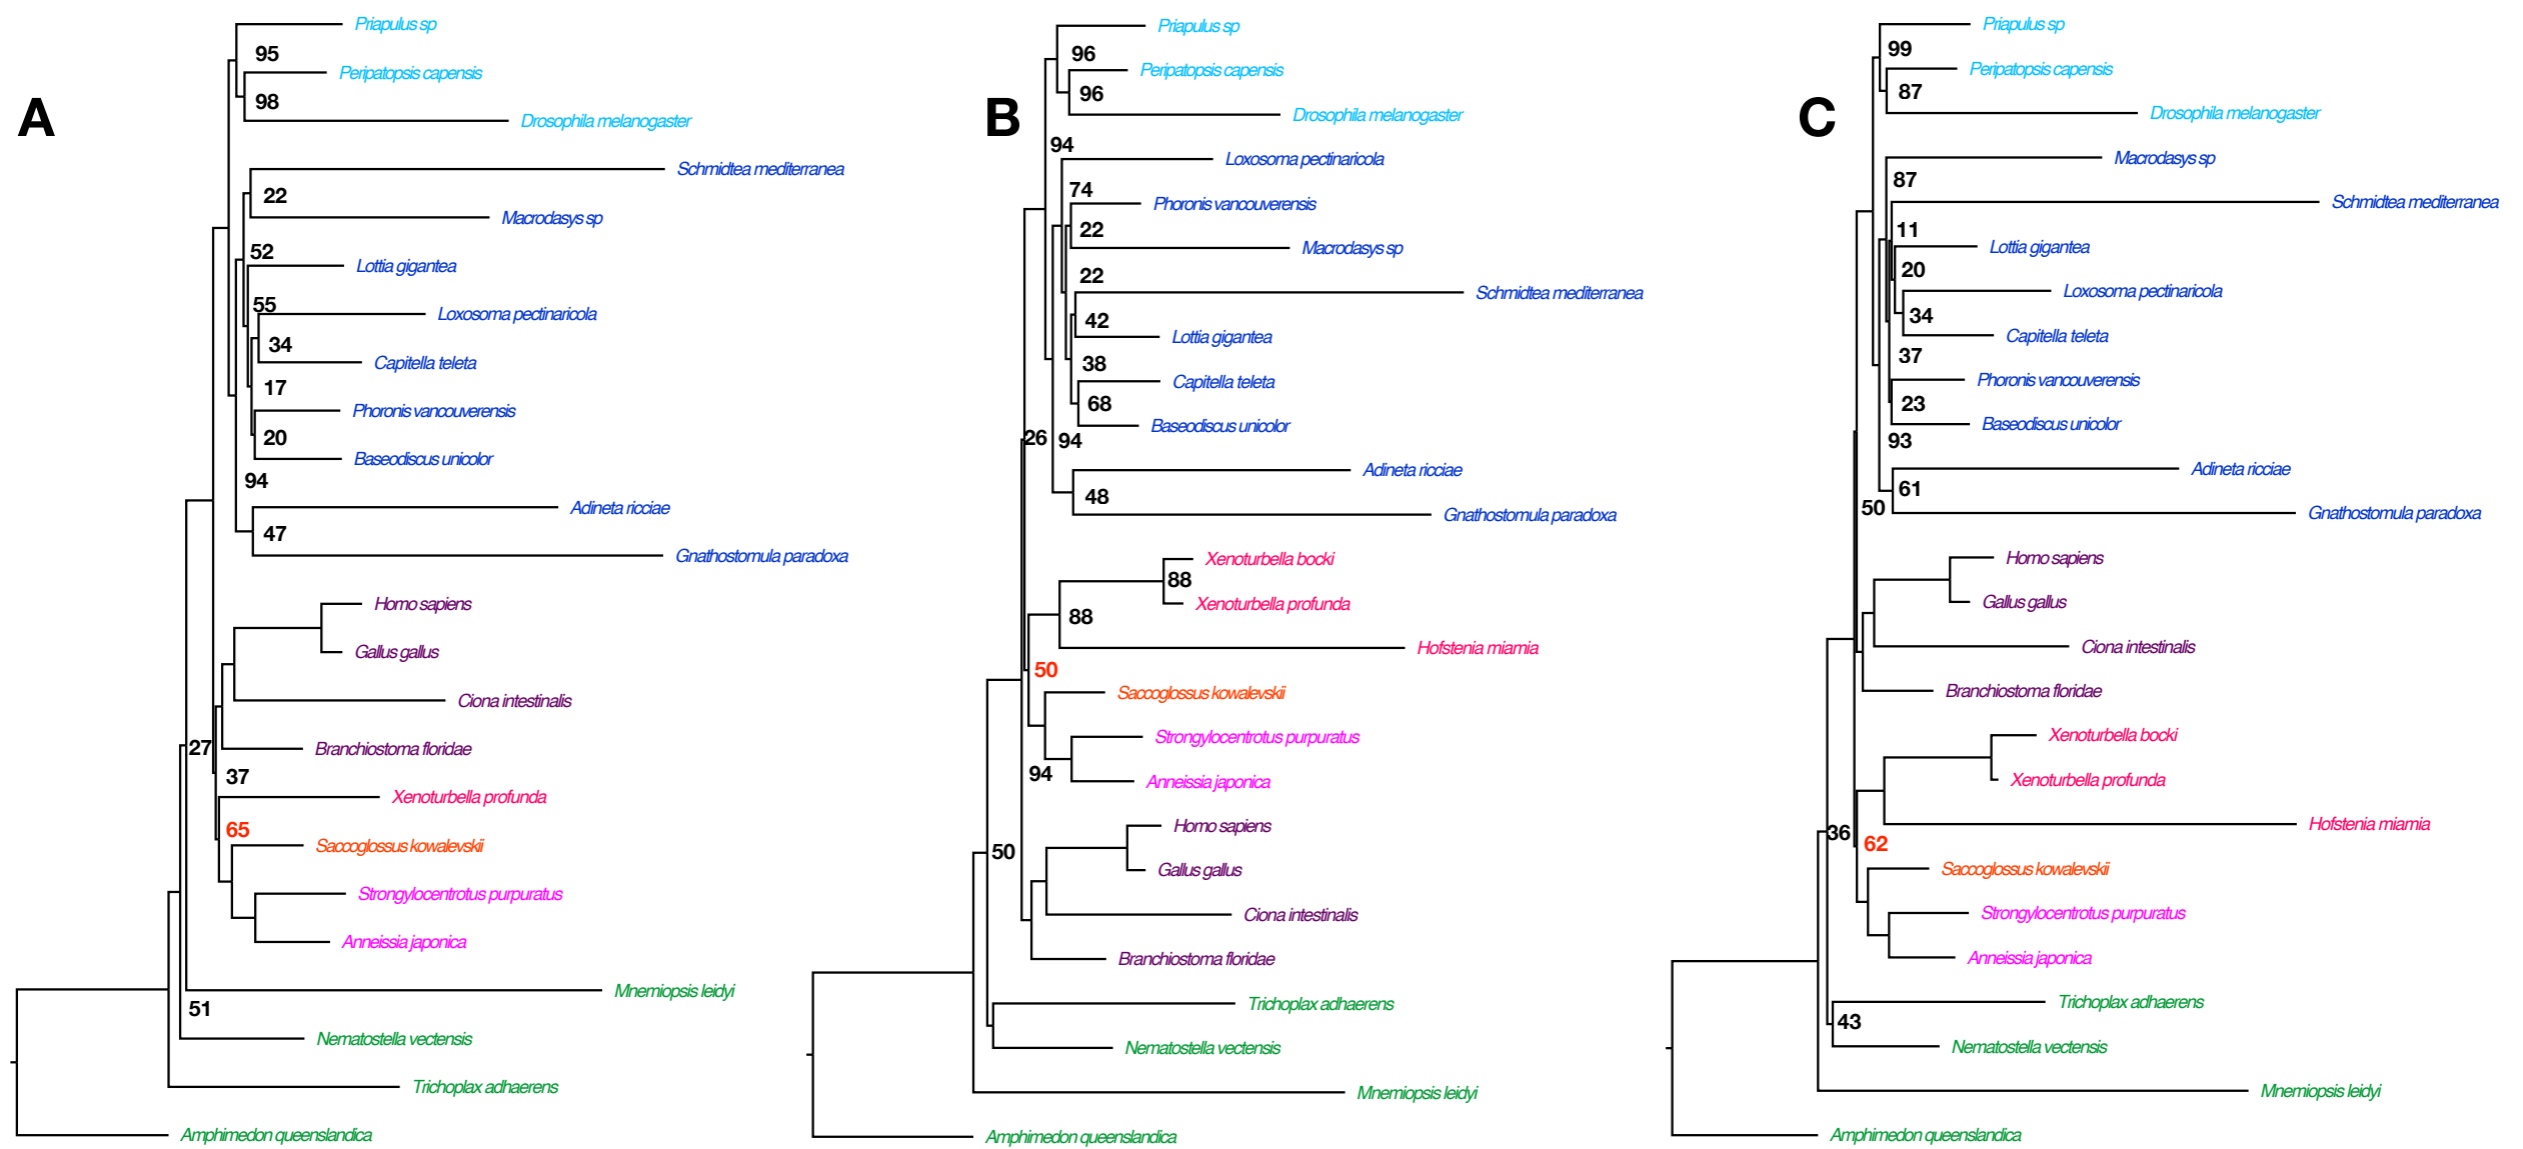 A
Priapulus sp
95
Peripatopsis capensis
98
Drosophila melanogaster
Schmidtea mediterranea
22
Macrodasys sp
52
Lottia gigantea
55
Loxosoma pectinaricola
34
Capitella teleta
17
Phoronis vancouverensis
20
Baseodiscus unicolor
94
Adineta ricciae
47
Gnathostomula paradoxa
Homo sapiens
Gallus gallus
Ciona intestinalis
27
Branchiostoma floridae
37
Xenoturbella profunda
65
Saccoglossus kowalevskii
Strongylocentrotus purpuratus
Anneissia japonica
Mnemiopsis leidyi
51
Nematostella vectensis
Trichoplax adhaerens
Amphimedon queenslandica
B
Priapulus sp
96
Peripatopsis capensis
96
Drosophila melanogaster
94
Loxosoma pectinaricola
74
Phoronis vancouverensis
22
Macrodasys sp
22
Schmidtea mediterranea
42
Lottia gigantea
38
Capitella teleta
68
Baseodiscus unicolor
26
94
Adineta ricciae
48
Gnathostomula paradoxa
Xenoturbella bocki
88
Xenoturbella profunda
88
Hofstenia miamia
50
Saccoglossus kowalevskii
Strongylocentrotus purpuratus
94
Anneissia japonica
Homo sapiens
50
Gallus gallus
Ciona intestinalis
Branchiostoma floridae
Trichoplax adhaerens
Nematostella vectensis
Mnemiopsis leidyi
Amphimedon queenslandica
C
Priapulus sp
99
Peripatopsis capensis
87
Drosophila melanogaster
Macrodasys sp
87
Schmidtea mediterranea
11
Lottia gigantea
20
Loxosoma pectinaricola
34
Capitella teleta
37
Phoronis vancouverensis
23
Baseodiscus unicolor
93
Adineta ricciae
61
50
Gnathostomula paradoxa
Homo sapiens
Gallus gallus
Ciona intestinalis
Branchiostoma floridae
Xenoturbella bocki
Xenoturbella profunda
Hofstenia miamia
36
62
Saccoglossus kowalevskii
Strongylocentrotus purpuratus
Anneissia japonica
Trichoplax adhaerens
43
Nematostella vectensis
Mnemiopsis leidyi
Amphimedon queenslandica